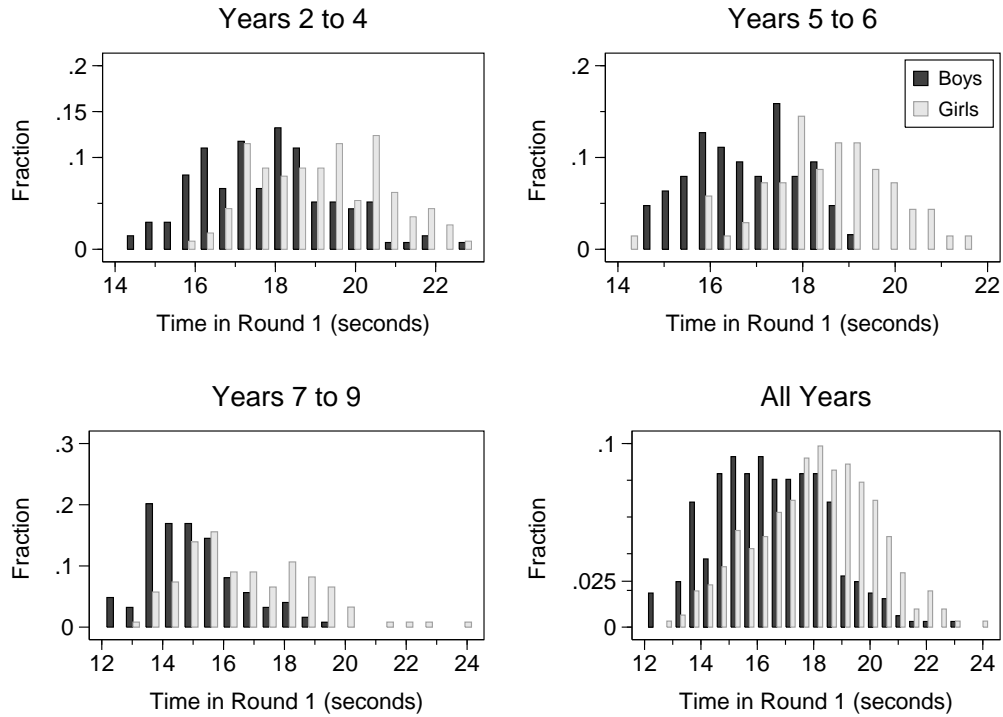 Years 2 to 4
.2
.15
.1
.05
0
Fraction
14
16
18
20
22
Time in Round 1 (seconds)
Years 5 to 6
.2
.15
.1
.05
0
Fraction
14
16
18
20
22
Time in Round 1 (seconds)
Boys
Girls
Years 7 to 9
.3
.2
.1
0
Fraction
12
14
16
18
20
22
24
Time in Round 1 (seconds)
All Years
.1
.025
0
Fraction
12
14
16
18
20
22
24
Time in Round 1 (seconds)